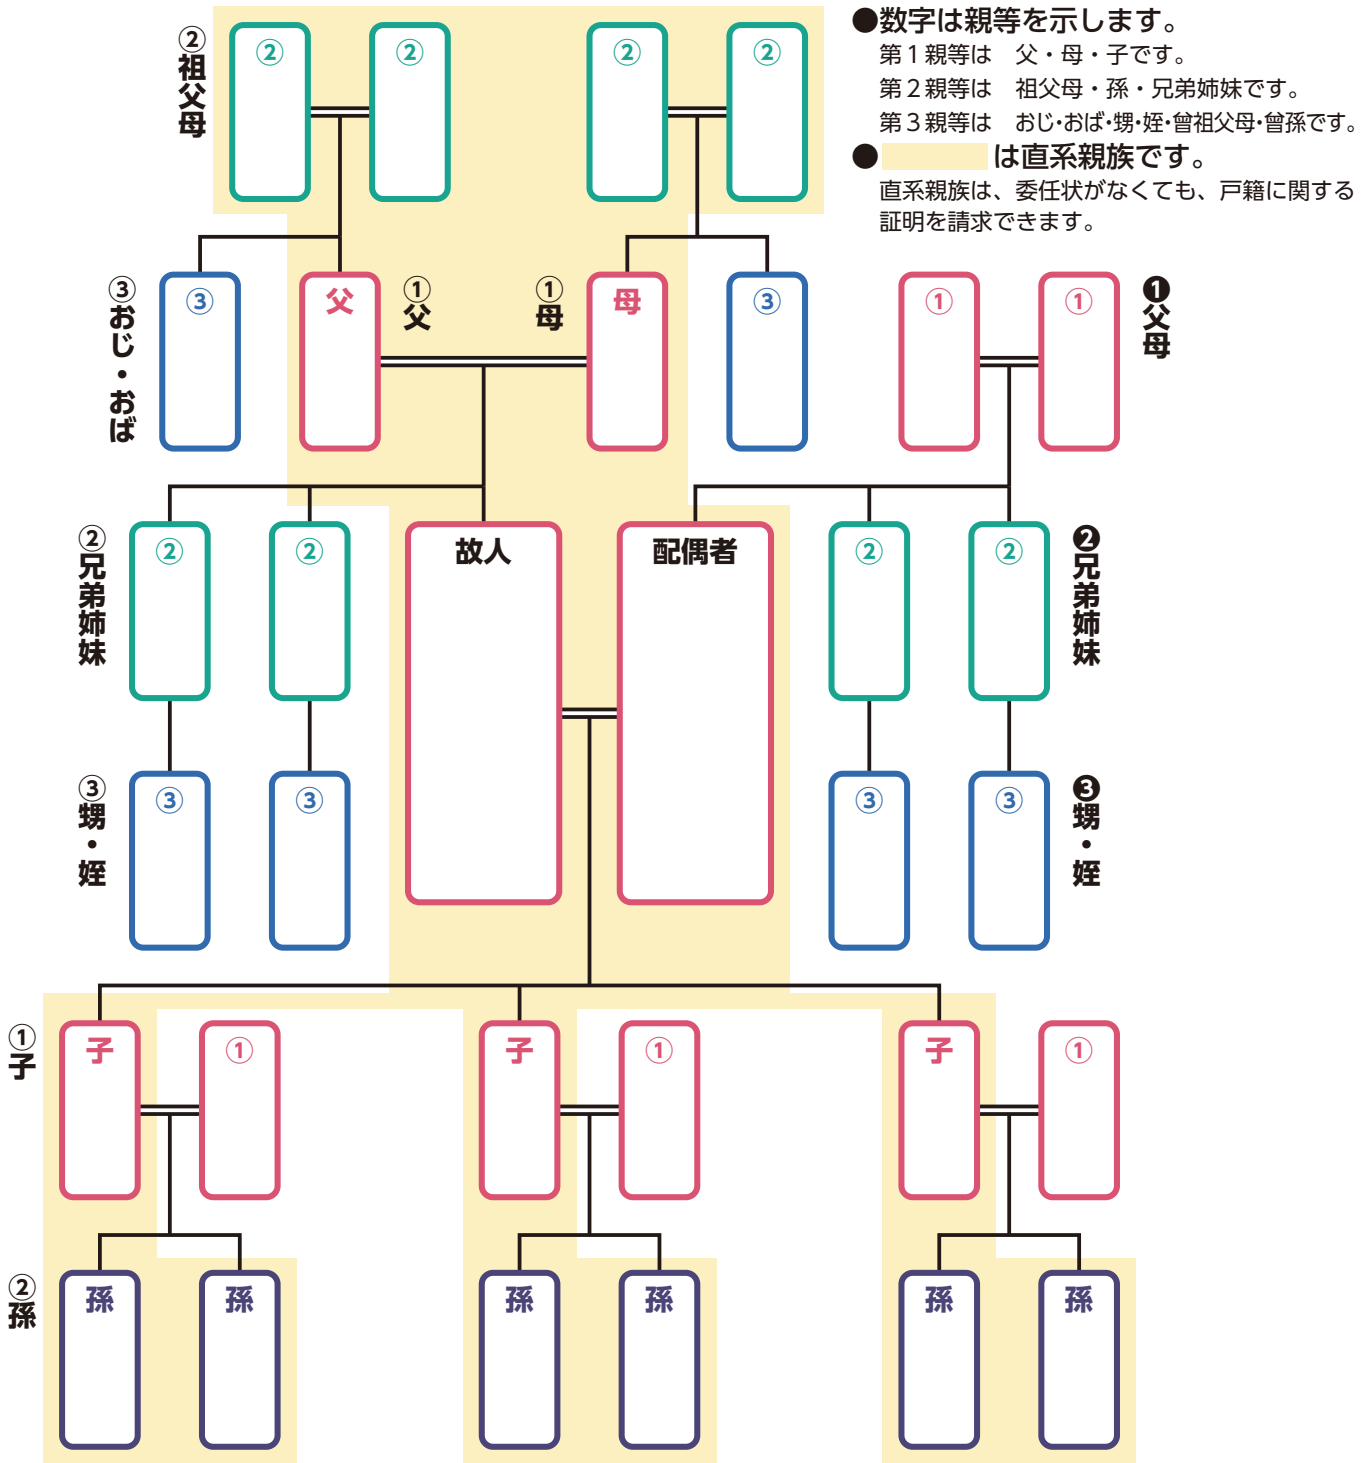 ●数字は親等を示します。
第1親等は　父・母・子です。
第2親等は　祖父母・孫・兄弟姉妹です。
第3親等は　おじ・おば・甥・姪・曾祖父母・曾孫です。
●　　　　は直系親族です。
直系親族は、委任状がなくても、戸籍に関する
証明を請求できます。
②祖父母
②
②
②
②
③おじ・おば
③
父
①父
①母
母
③
①
①
❶父母
②兄弟姉妹
②
②
故人
配偶者
②
②
❷兄弟姉妹
③甥・姪
③
③
③
③
❸甥・姪
①子
子
①
子
①
子
①
②孫
孫
孫
孫
孫
孫
孫